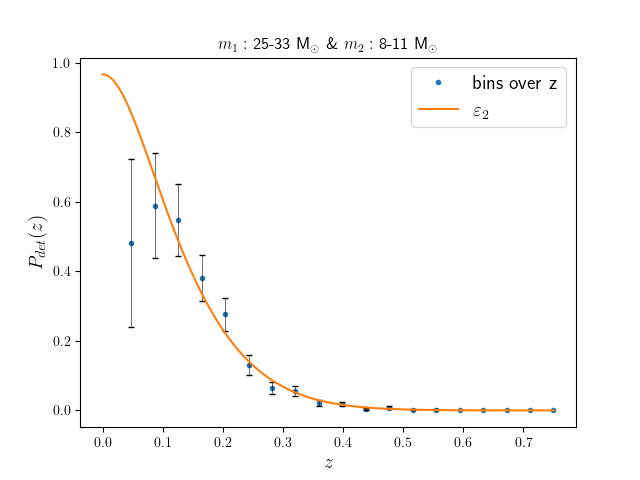 m₁ : 25-33 M⊙ & m₂ : 8-11 M⊙
1.0
0.8
0.6
0.4
0.2
0.0
P_det(z)
bins over z
ε₂
0.0 0.1 0.2 0.3 0.4 0.5 0.6 0.7
z